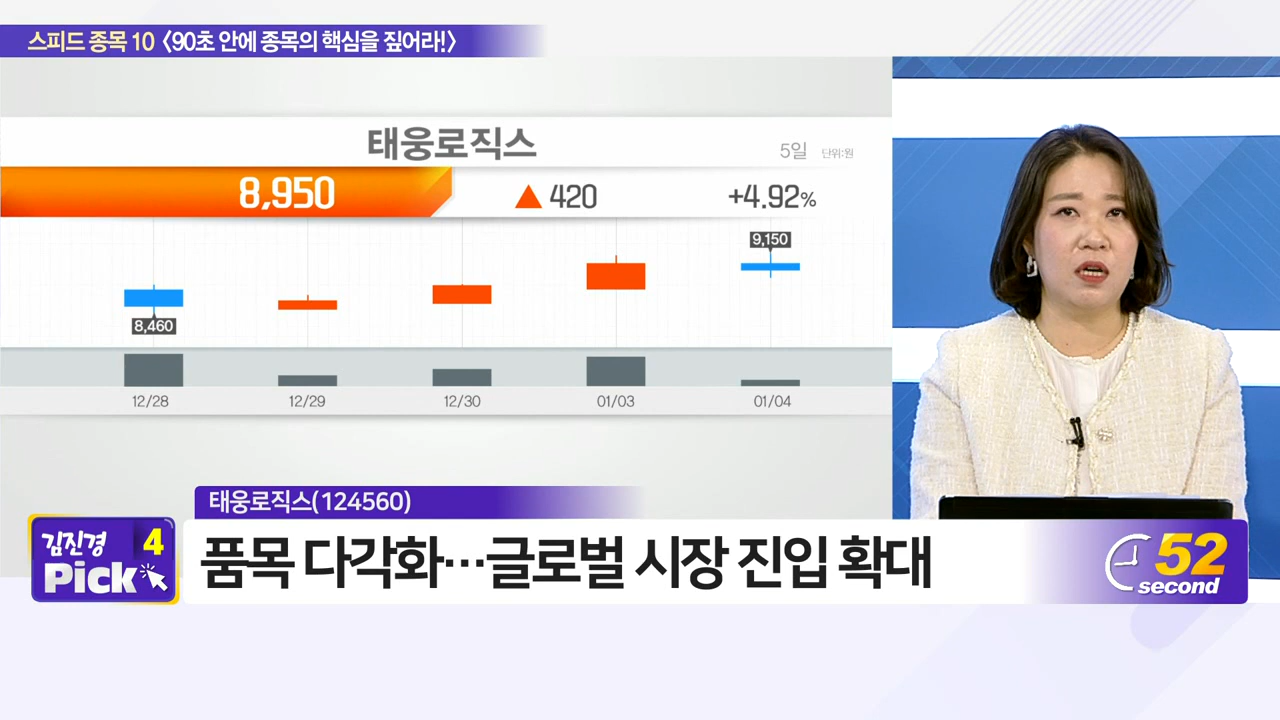 스피드 종목 10 <90초 안에 종목의 핵심을 짚어라!>
태웅로직스
5일 단위:원
8,950 ▲ 420 +4.92%
9,150
8,460
12/28 12/29 12/30 01/03 01/04
태웅로직스(124560)
김진경 4
Pick
품목 다각화…글로벌 시장 진입 확대
52
second